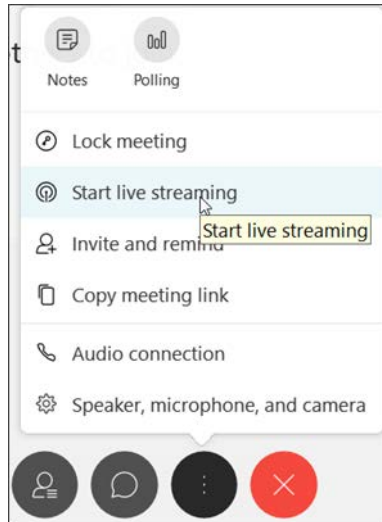 t
Notes Polling
Lock meeting
Start live streaming
Start live streaming
Invite and remind
Copy meeting link
Audio connection
Speaker, microphone, and camera